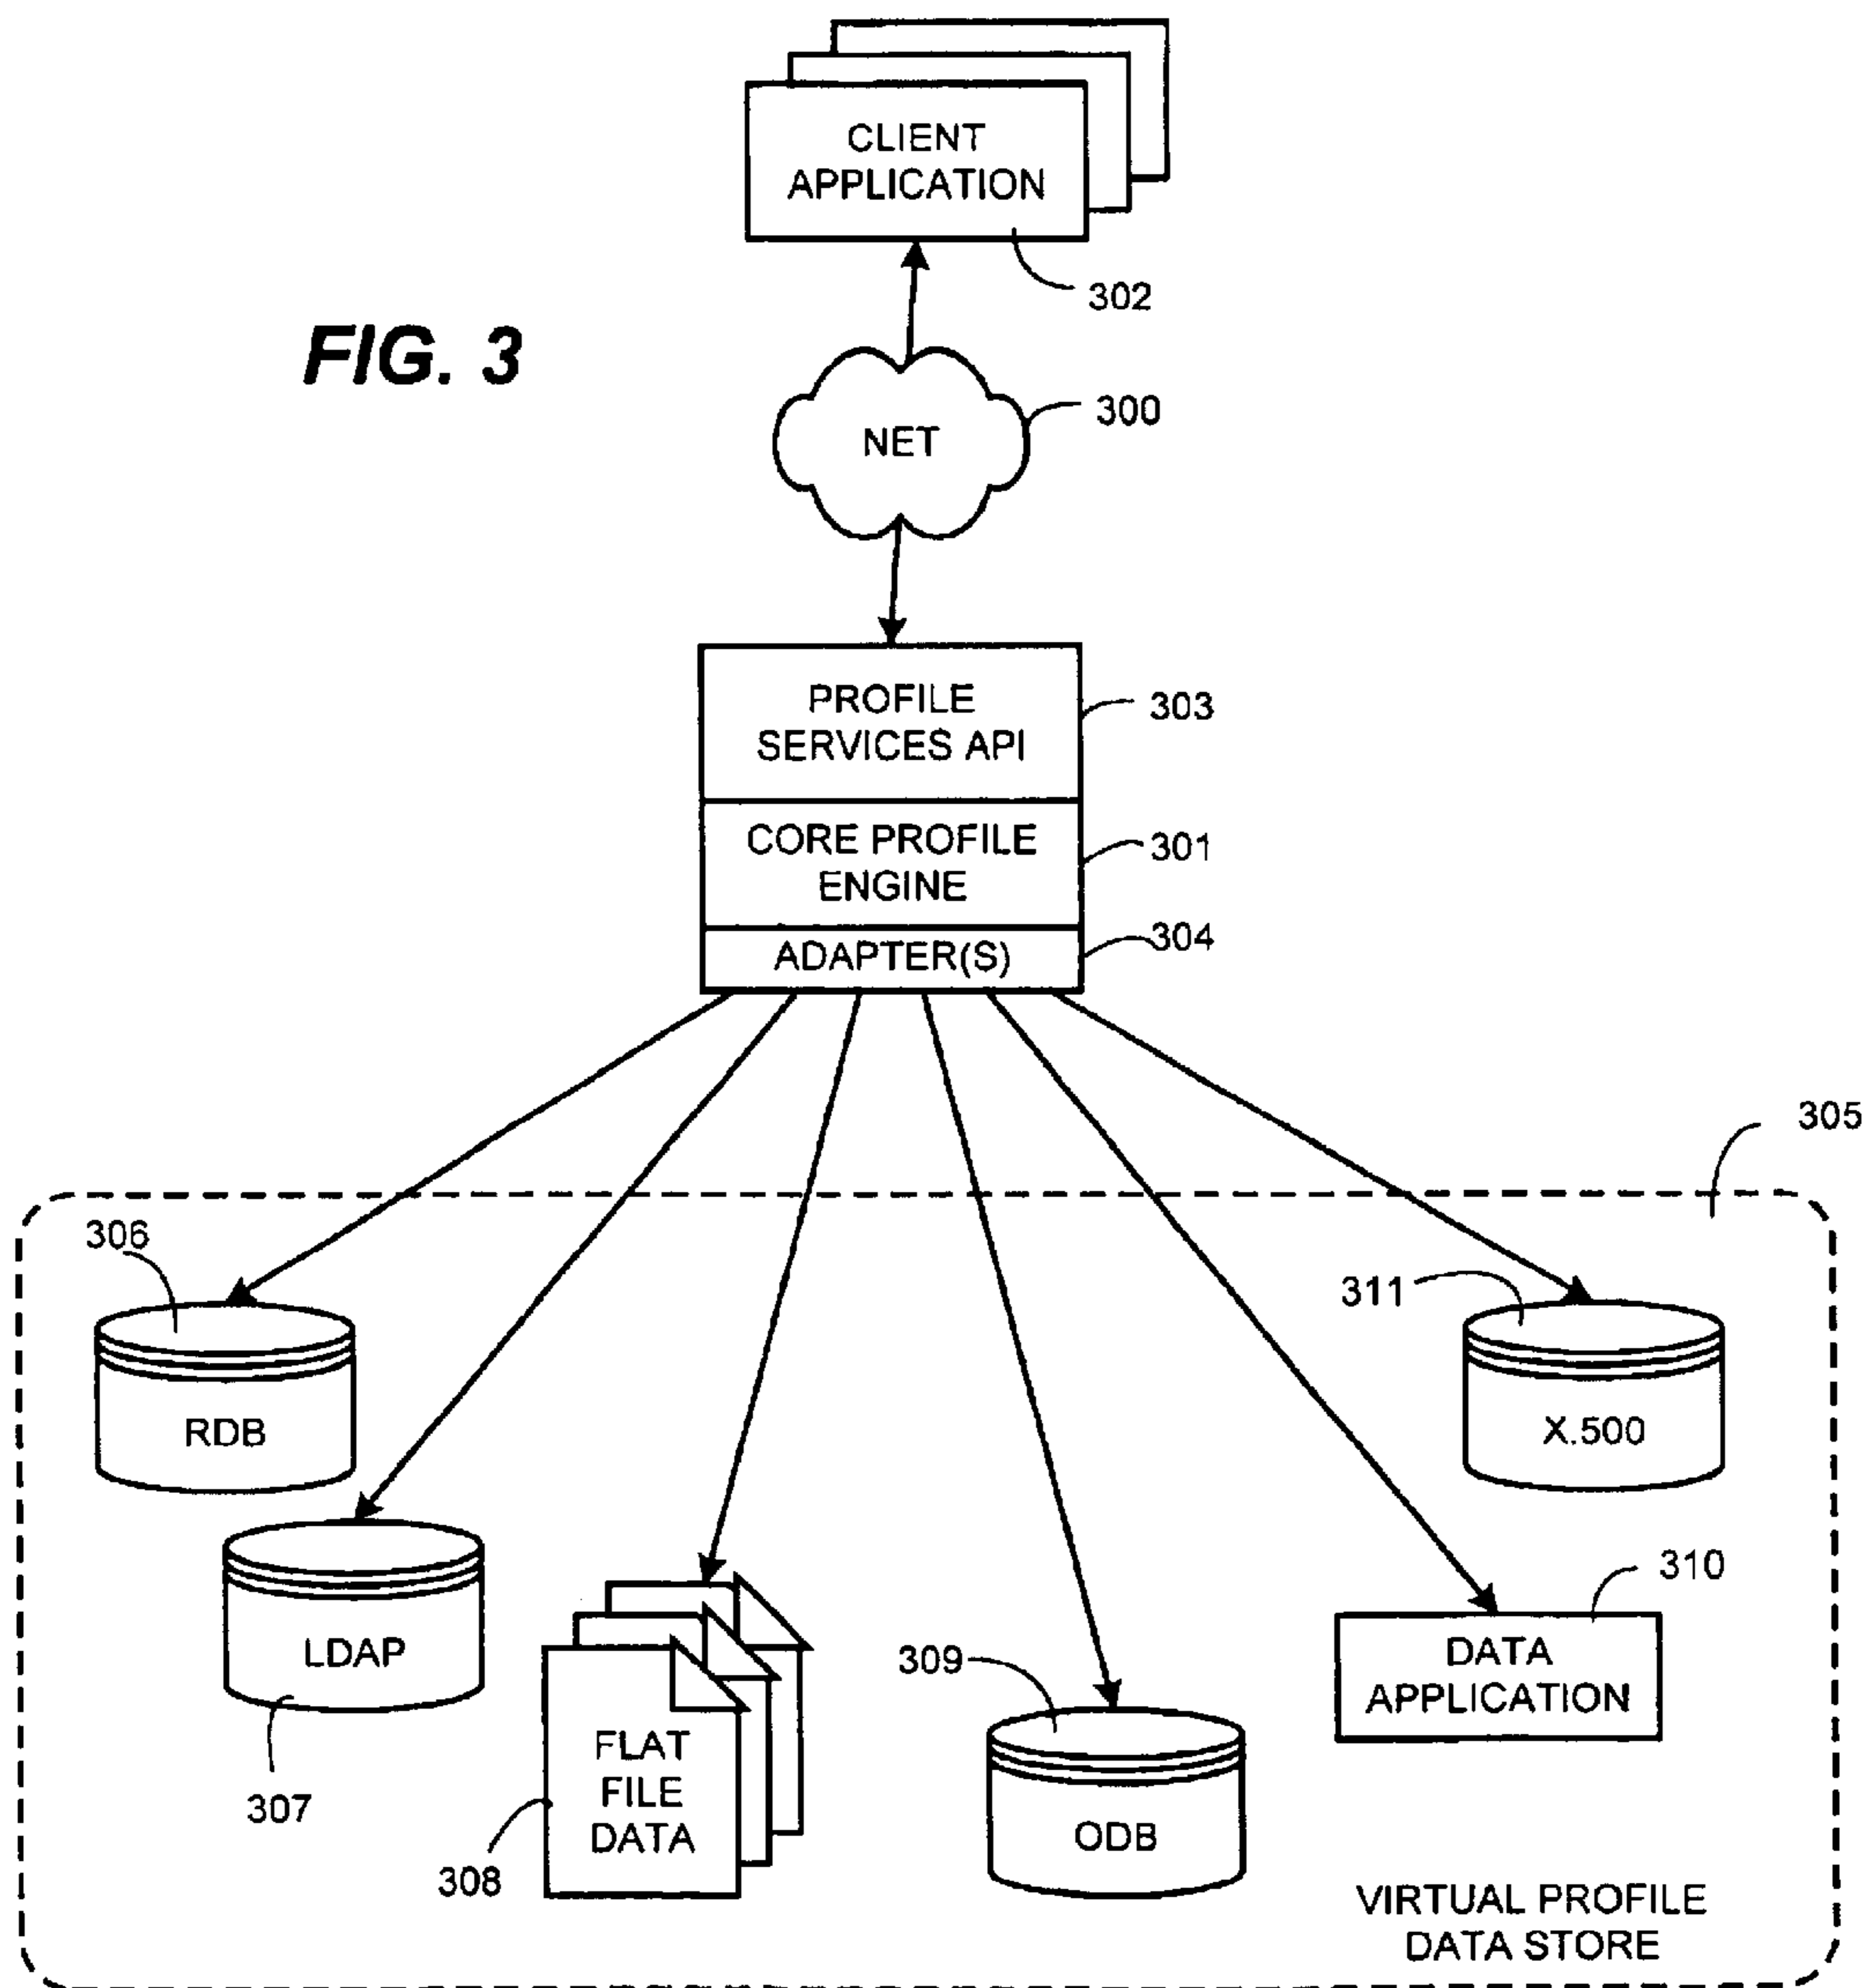 CLIENT
APPLICATION
302
FIG. 3
300
NET
PROFILE
SERVICES API
303
CORE PROFILE
ENGINE
301
304
ADAPTER(S)
305
306
311
RDB
X.500
310
LDAP
DATA
APPLICATION
309
FLAT
FILE
DATA
307
308
ODB
VIRTUAL PROFILE
DATA STORE